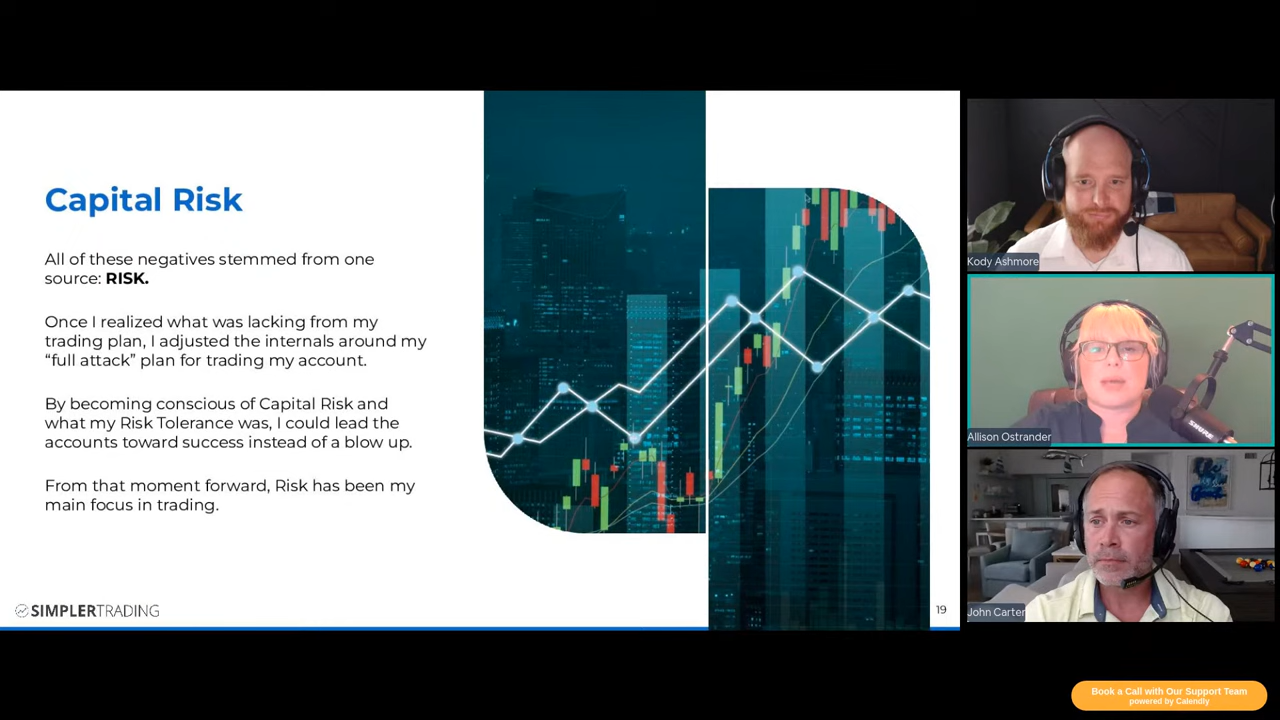 Capital Risk
All of these negatives stemmed from one
source: RISK.
Once I realized what was lacking from my
trading plan, I adjusted the internals around my
“full attack” plan for trading my account.
By becoming conscious of Capital Risk and
what my Risk Tolerance was, I could lead the
accounts toward success instead of a blow up.
From that moment forward, Risk has been my
main focus in trading.
SIMPLERTRADING
19
Kody Ashmore
SHURE
Allison Ostrander
John Carter
Book a Call with Our Support Team
powered by Calendly